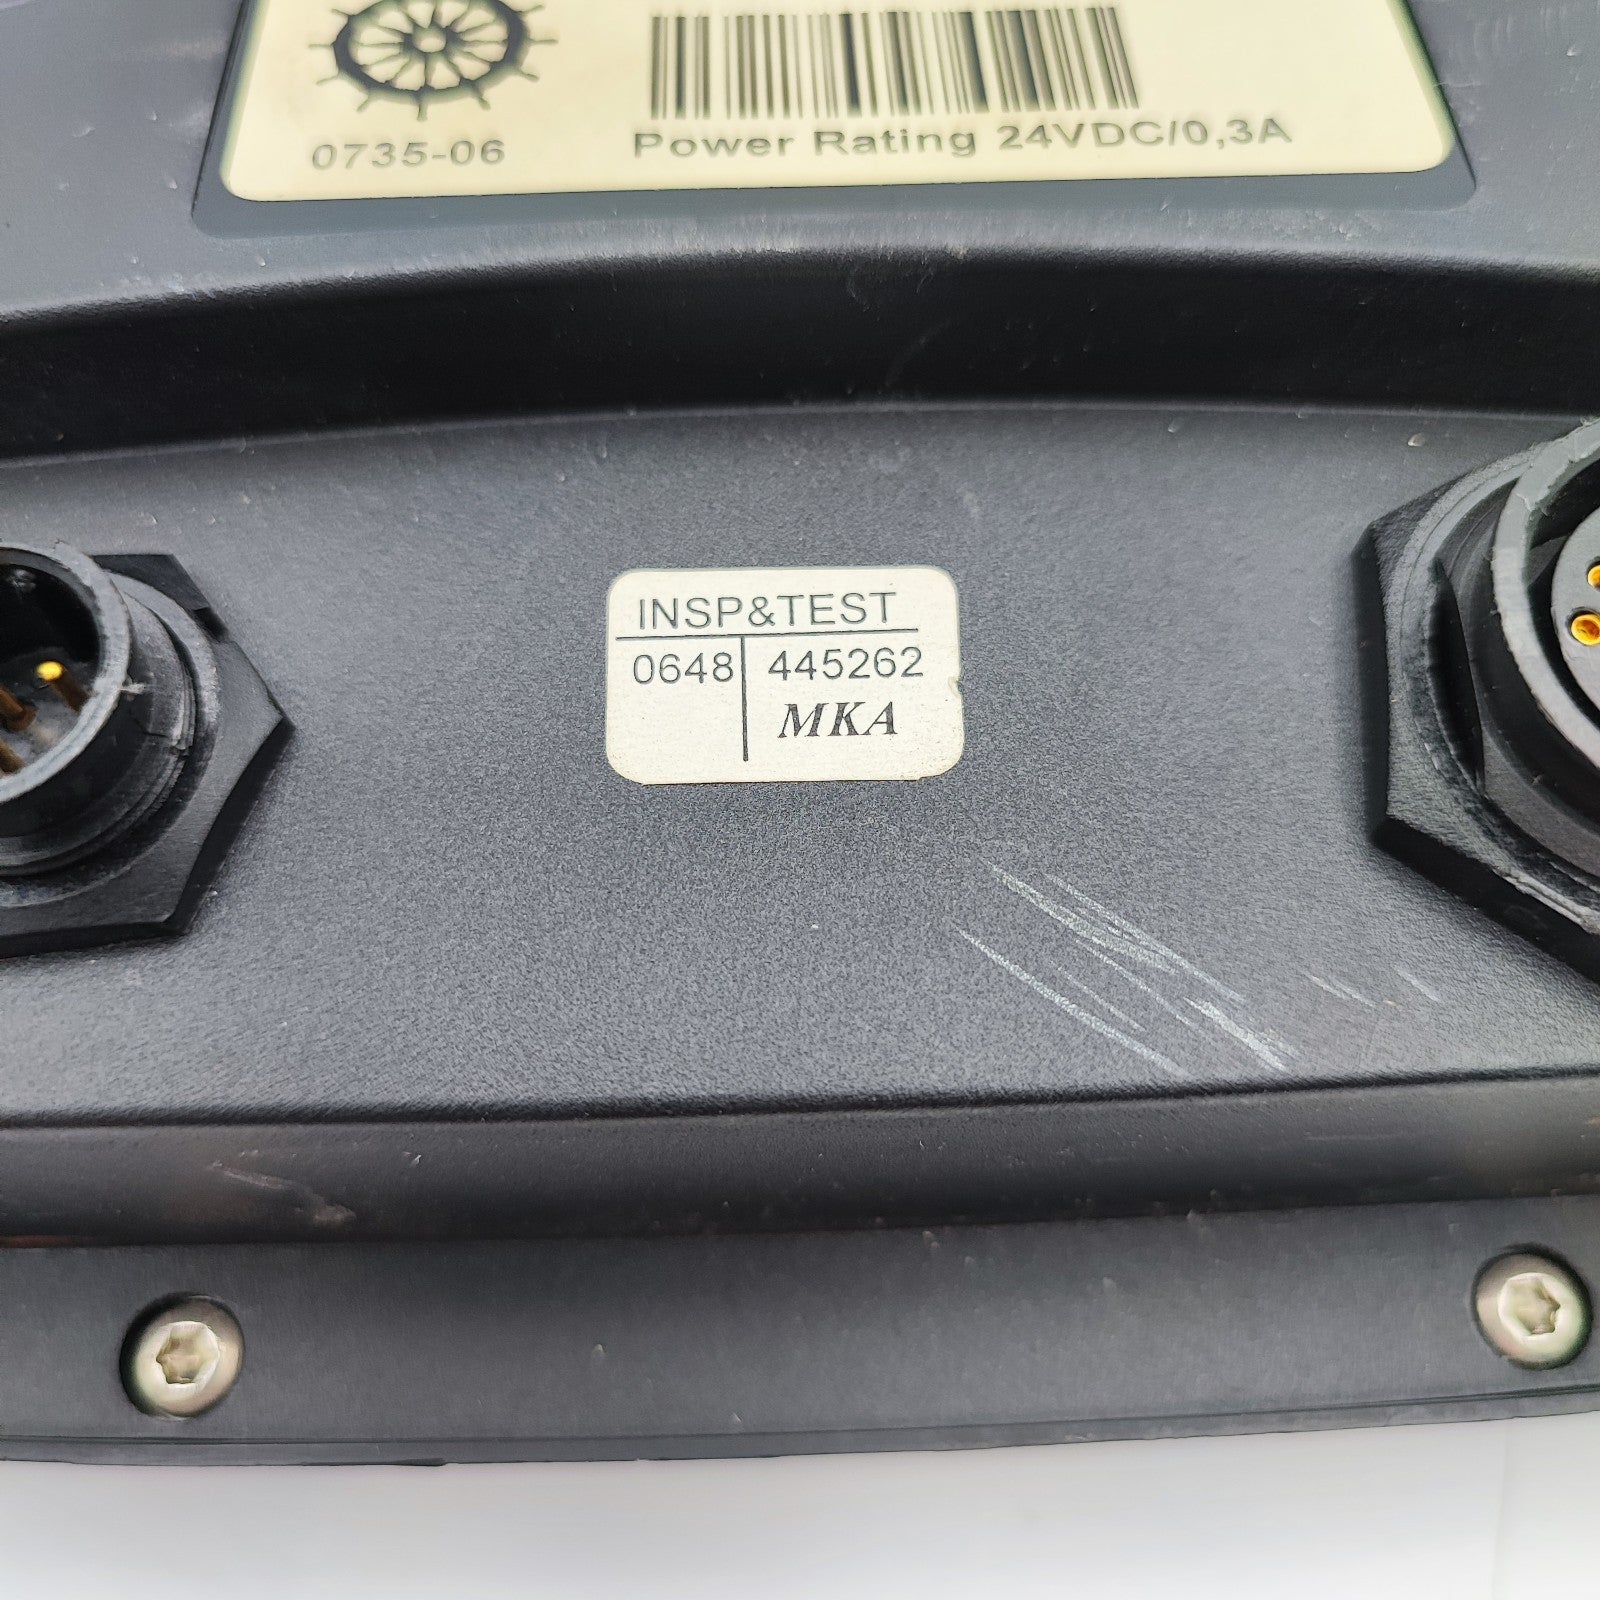 0735-06
Power Rating 24VDC/0,3A
INSP&TEST
0648 445262
MKA